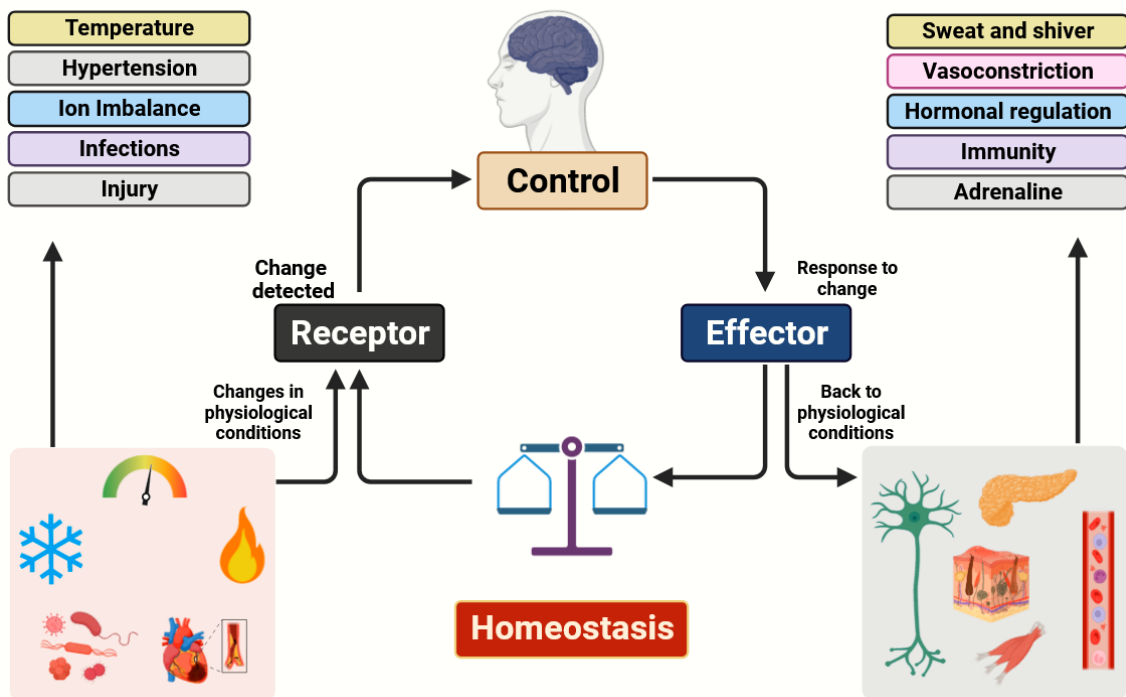 Temperature
Hypertension
Ion Imbalance
Infections
Injury
Sweat and shiver
Vasoconstriction
Hormonal regulation
Immunity
Adrenaline
Control
Change
detected
Receptor
Response to
change
Effector
Changes in
physiological
conditions
Back to
physiological
conditions
Homeostasis